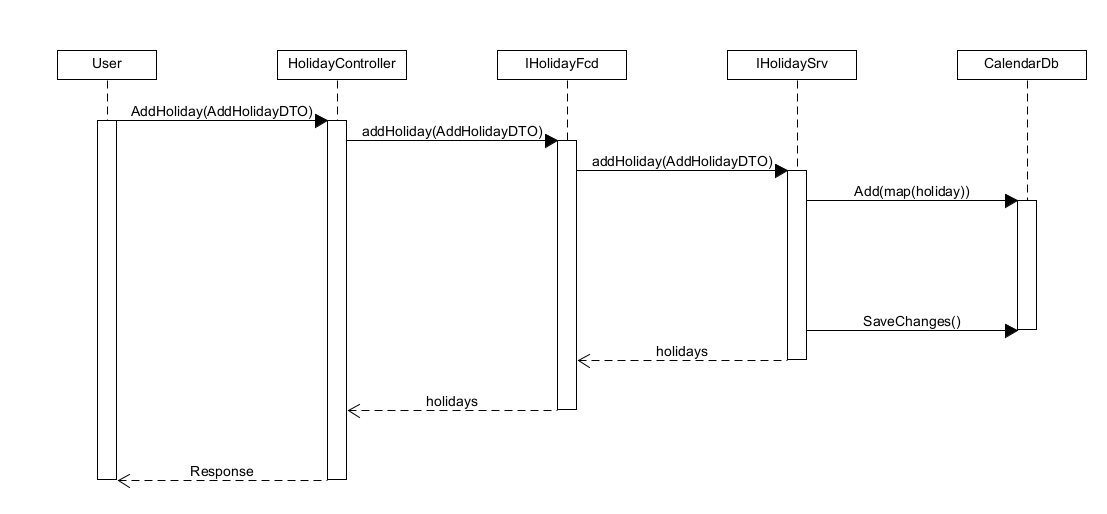 User
HolidayController
IHolidayFcd
IHolidaySrv
CalendarDb
AddHoliday(AddHolidayDTO)
addHoliday(AddHolidayDTO)
addHoliday(AddHolidayDTO)
Add(map(holiday))
SaveChanges()
holidays
holidays
Response